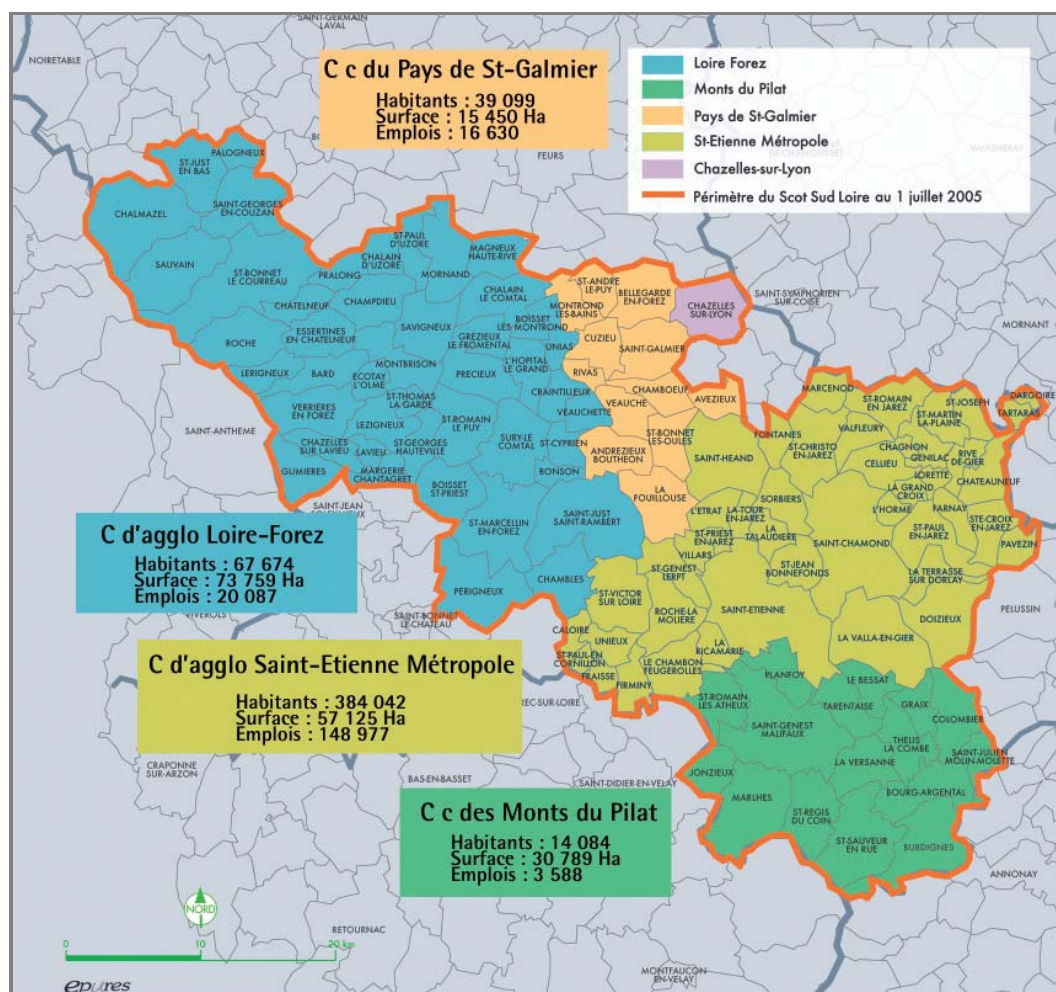 SAINT-GERMAIN
LAVAL
NOIRETABLE
C c du Pays de St-Galmier
Habitants : 39 099
Surface : 15 450 Ha
Emplois : 16 630
FEURS
Loire Forez
Monts du Pilat
Pays de St-Galmier
St-Etienne Métropole
Chazelles-sur-Lyon
Périmètre du Scot Sud Loire au 1 juillet 2005
VAUGNERAY
PALOGNEUX
ST-JUST
EN BAS
CHALMAZEL
SAINT-GEORGES
EN-COUZAN
SAUVAIN
ST-BONNET
LE COURREAU
ST-PAUL
D'UZORE
CHALAIN
D'UZORE
MAGNEUX
HAUTE-RIVE
PRALONG
MORNAND
CHALAIN
LE COMTAL
CHATELNEUF
CHAMPDIEU
ST-ANDRE
LE-PUY
BELLEGARDE
EN-FOREZ
MONTROND
LES-BAINS
CHAZELLES
SUR-LYON
SAINT-SYMPHORIEN
SUR-COISE
MORNANT
BOISSET
LES MONTROND
ESSERTINES
EN CHATELNEUF
SAVIGNEUX
GREZIEUX
LE FROMENTAL
UNIAS
CUZIEU
SAINT-GALMIER
ROCHE
MONTBRISON
L'HOPITAL
LE GRAND
RIVAS
LERIGNEUX
BARD
ECOTAY
L'OLME
PRECIEUX
CRAINTILLEUX
CHAMBOEUF
AVEZIEUX
VEAUCHE
VEAUCHETTE
ST-THOMAS
LA GARDE
VERRIERES
EN FOREZ
LEZIGNEUX
ST-ROMAIN
LE PUY
SURY-LE
COMTAL
ST-CYPRIEN
ST-BONNET
LES-OULES
SAINT-ANTHEME
CHAZELLES
SUR LAVIEU
LAVIEU
ST-GEORGES
HAUTEVILLE
BONSON
ANDREZIEUX
BOUTHEON
GUMIERES
MARGERIE
CHANTAGRET
BOISSET
ST-PRIEST
SAINT-JEAN
LA
FOUILLOUSE
ST-MARCELLIN
EN-FOREZ
SAINT-JUST
SAINT-RAMBERT
CHAMBLES
PERIGNEUX
MARCENOD
ST-ROMAIN
EN JAREZ
ST-JOSEPH
DARGOIRE
TARTARAS
FONTANES
VALFLEURY
ST-MARTIN
LA-PLAINE
SAINT-HEAND
ST-CHRISTO
EN-JAREZ
CHAGNON
GENILAC
RIVE
DE-GIER
CELLIEU
LORETTE
CHATEAUNEUF
LA GRAND
CROIX
SORBIERS
L'ETRAT
LA-TOUR
EN-JAREZ
L'HORME
FARNAY
ST-PRIEST
EN JAREZ
LA
TALAUDIERE
SAINT-CHAMOND
ST-PAUL
EN-JAREZ
STE-CROIX
EN-JAREZ
PAVEZIN
VILLARS
ST-GENEST
LERPT
ST-JEAN
BONNEFONDS
LA TERRASSE
SUR DORLAY
ST-VICTOR
SUR LOIRE
ROCHE-LA
MOLIERE
SAINT-ETIENNE
DOIZIEUX
PELUSSIN
CALOIRE
UNIEUX
LA
RICAMARIE
LA VALLA-EN-GIER
ST-PAUL-EN
CORNILLON
LE CHAMBON
FEUGEROLLES
FRAISSE
FIRMINY
C d'agglo Loire-Forez
Habitants : 67 674
Surface : 73 759 Ha
Emplois : 20 087
VIVEROLS
SAINT-BONNET
LE-CHATEAU
C d'agglo Saint-Etienne Métropole
Habitants : 384 042
Surface : 57 125 Ha
Emplois : 148 977
REC-SUR-LOIRE
PLANFOY
LE BESSAT
ST-ROMAIN
LES ATHEUX
TARENTAISE
GRAIX
COLOMBIER
SAINT-GENEST
MALIFAUX
THELIS
LA COMBE
SAINT-JULIEN
MOLIN-MOLETTE
LA VERSANNE
JONZIEUX
BOURG-ARGENTAL
MARLHES
ST-REGIS
DU COIN
ST-SAUVEUR
EN RUE
BURDIGNES
CRAPONNE
SUR-ARZON
BAS-EN-BASSET
SAINT-DIDIER-EN-VELAY
C c des Monts du Pilat
Habitants : 14 084
Surface : 30 789 Ha
Emplois : 3 588
ANNONAY
NORD
RETOURNAC
0 10 20 km
MONTFAUCON
EN-VELAY
epures